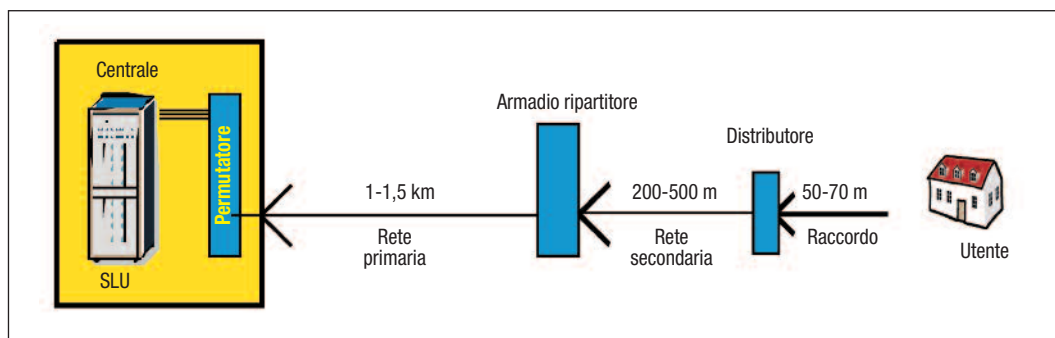 Centrale
Permutatore
SLU
1-1,5 km
Rete
primaria
Armadio ripartitore
200-500 m
Rete
secondaria
Distributore
50-70 m
Raccordo
Utente